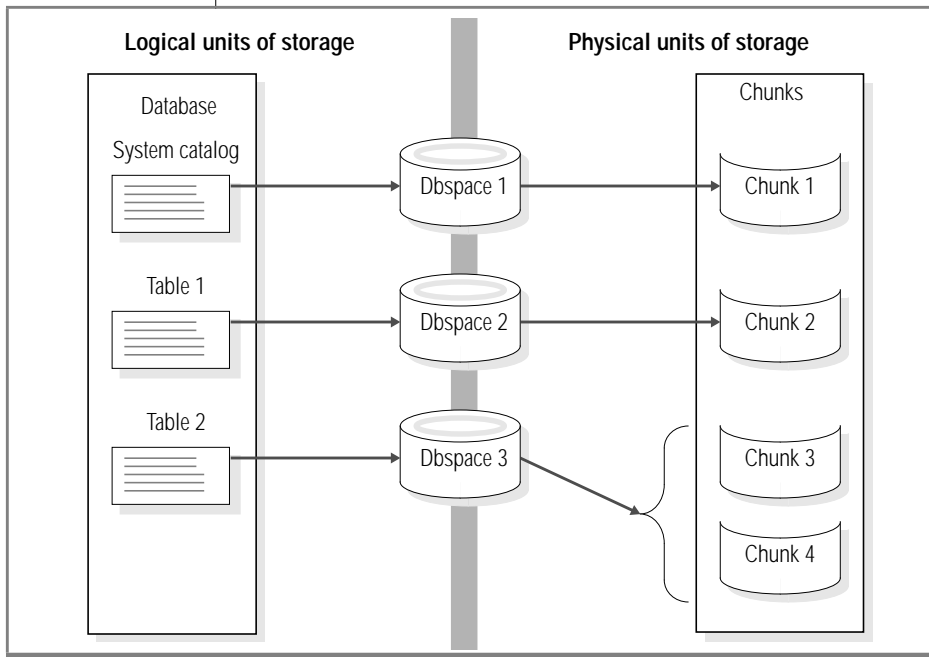 Logical units of storage
Physical units of storage
Database
System catalog
Table 1
Table 2
Dbspace 1
Dbspace 2
Dbspace 3
Chunks
Chunk 1
Chunk 2
Chunk 3
Chunk 4